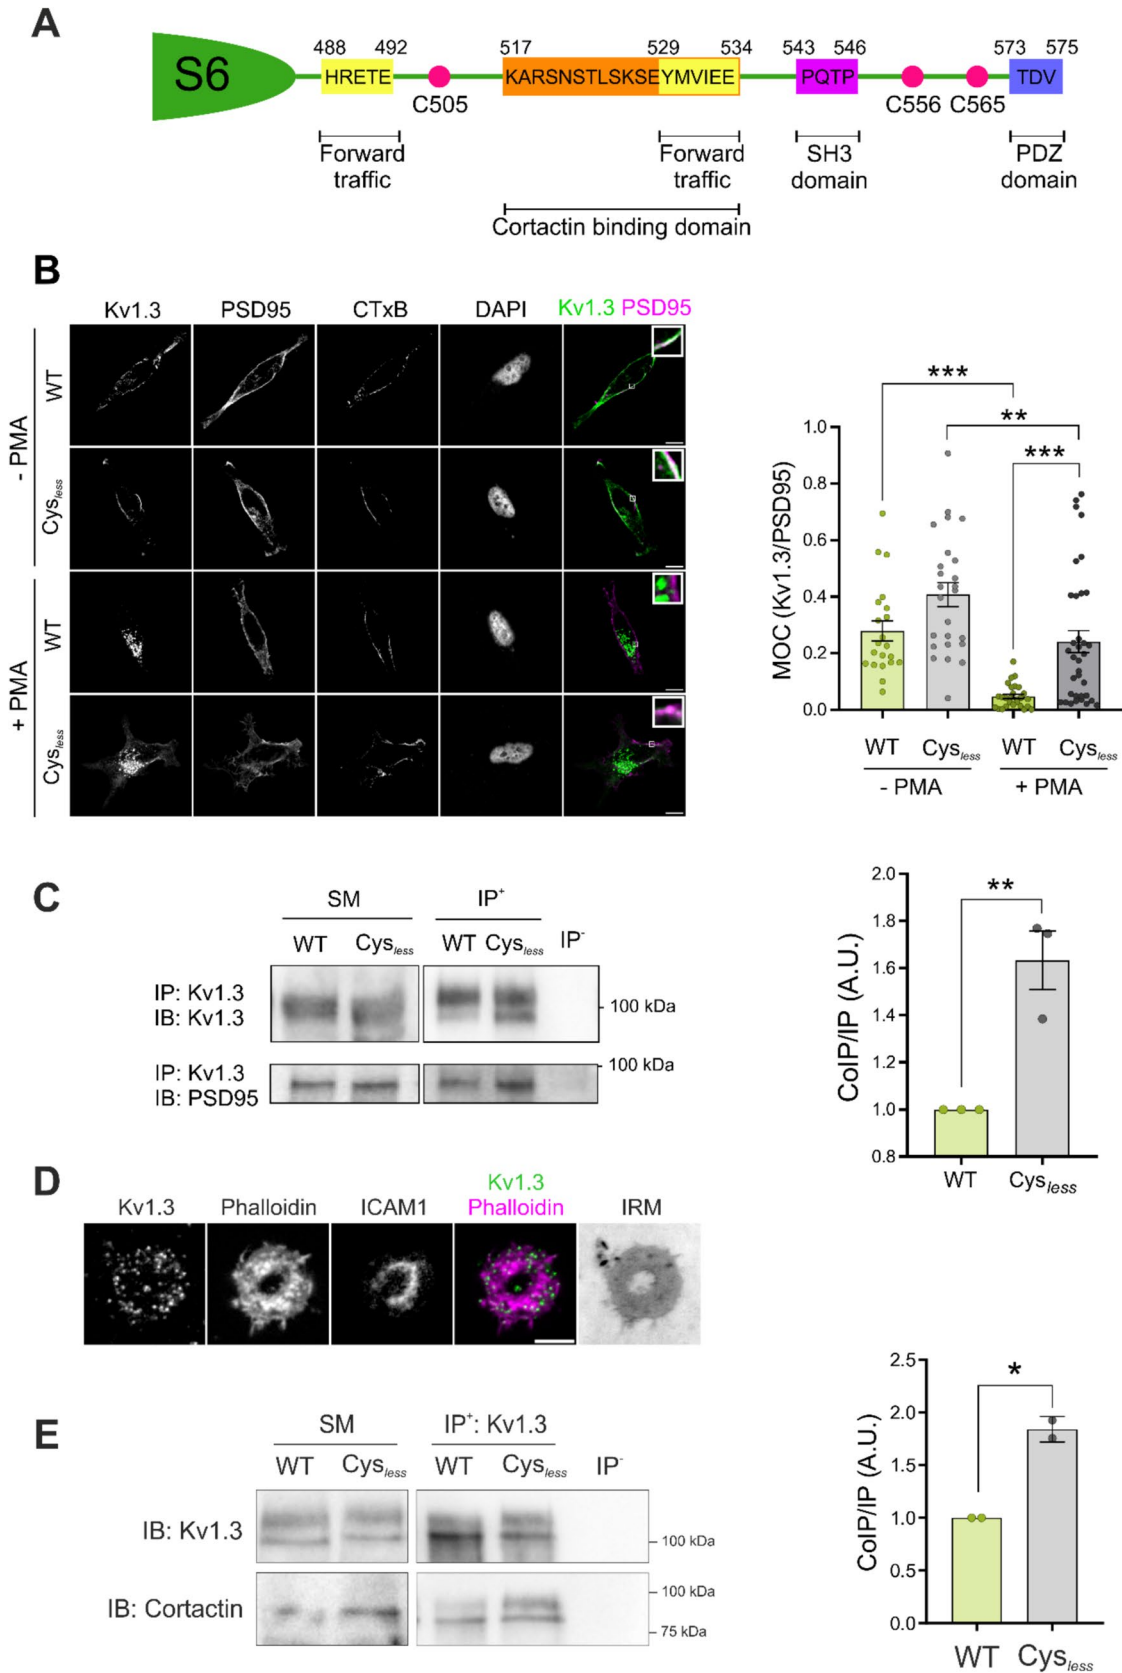 A
488 492 517 529 534 543 546 573 575
S6 HRETE KARSNSTLSKSE YMVIEE PQTP TDV
C505 C556 C565
Forward traffic
Forward traffic
SH3 domain
PDZ domain
Cortactin binding domain
B
Kv1.3 PSD95 CTxB DAPI Kv1.3 PSD95
- PMA
WT
Cysless
+ PMA
WT
Cysless
***
**
***
MOC (Kv1.3/PSD95)
1.0
0.8
0.6
0.4
0.2
0.0
WT Cysless WT Cysless
- PMA + PMA
C
SM IP+
WT Cysless WT Cysless IP-
IP: Kv1.3
IB: Kv1.3
100 kDa
IP: Kv1.3
IB: PSD95
100 kDa
**
CoIP/IP (A.U.)
2.0
1.8
1.6
1.4
1.2
1.0
0.8
WT Cysless
D
Kv1.3 Phalloidin ICAM1 Kv1.3 Phalloidin IRM
E
SM IP+: Kv1.3
WT Cysless WT Cysless IP-
IB: Kv1.3
100 kDa
IB: Cortactin
100 kDa
75 kDa
*
CoIP/IP (A.U.)
2.5
2.0
1.5
1.0
0.5
0.0
WT Cysless